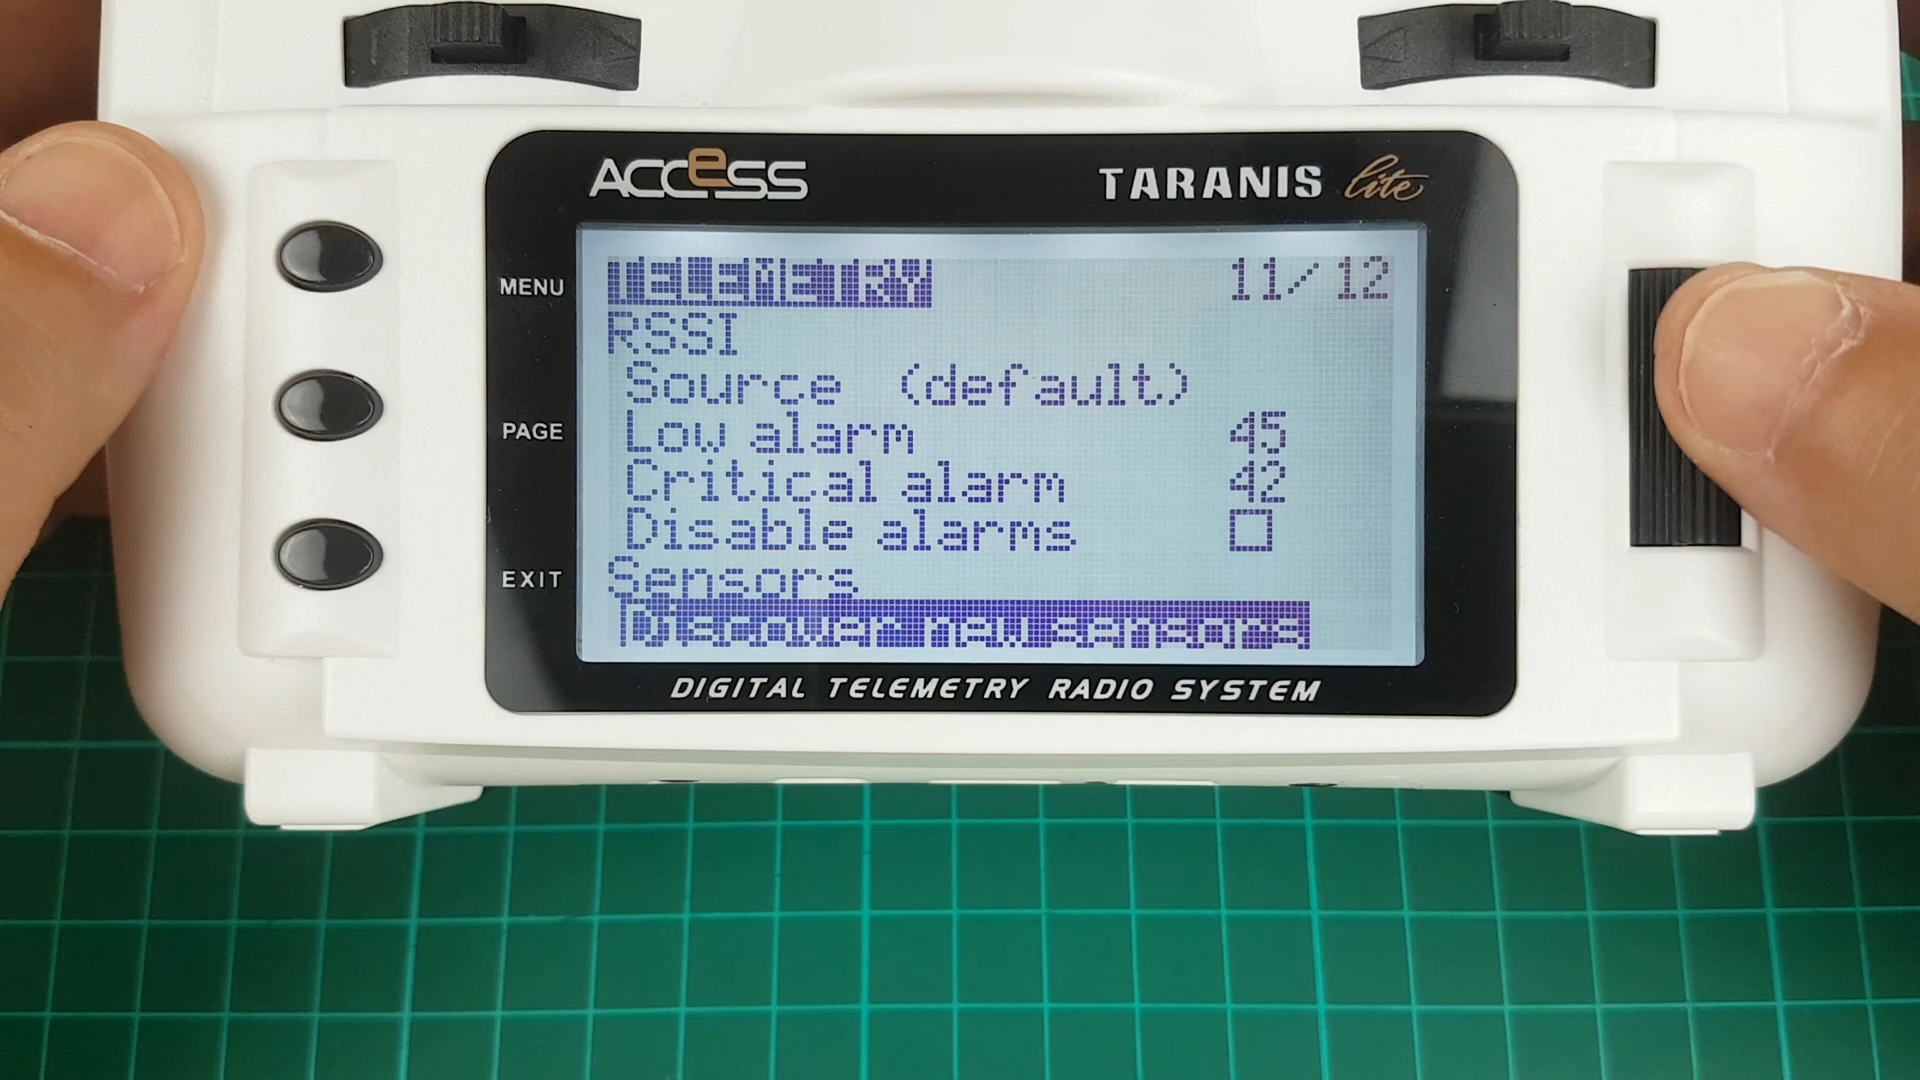 ACCeSS
TARANIS lite
MENU
PAGE
EXIT
TELEMETRY 11/12
RSSI
Source (default)
Low alarm 45
Critical alarm 42
Disable alarms
Sensors
Discover new sensors
DIGITAL TELEMETRY RADIO SYSTEM